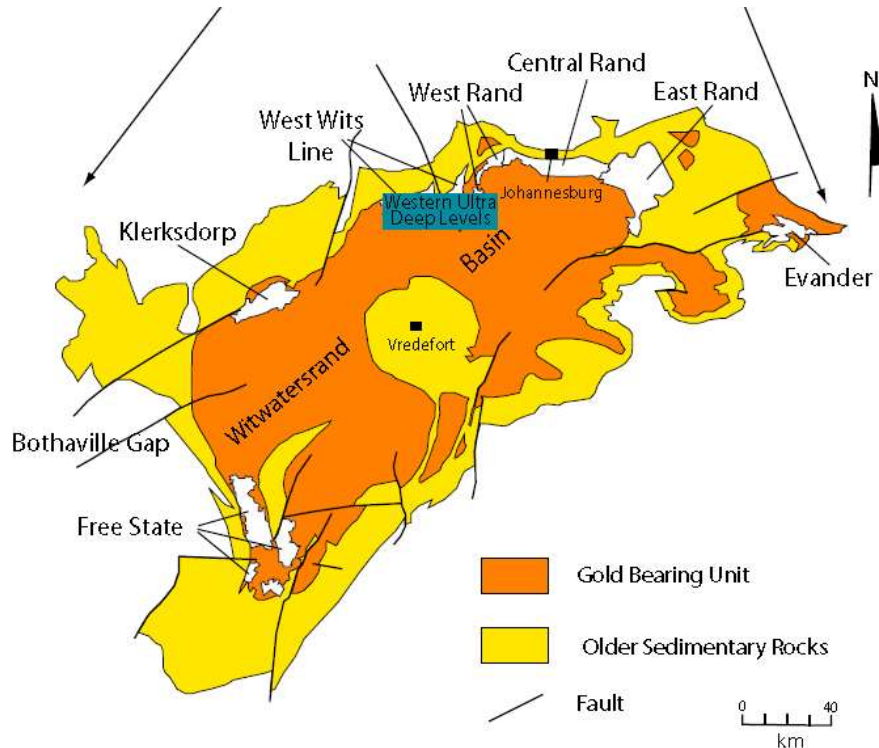 Central Rand
West Rand
East Rand
N
West Wits
Line
Johannesburg
Western Ultra
Deep Levels
Klerksdorp
Basin
Evander
Vredefort
Witwatersrand
Bothaville Gap
Free State
Gold Bearing Unit
Older Sedimentary Rocks
Fault
0 40
km